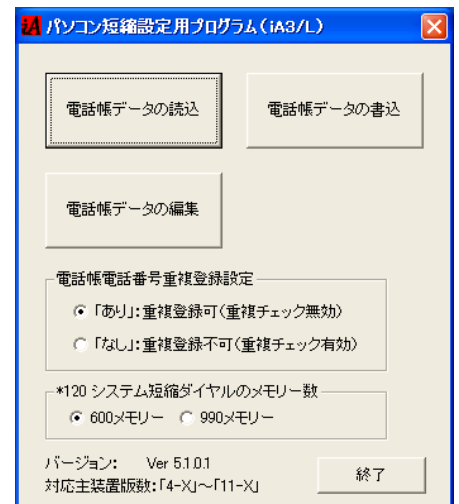 iA パソコン短縮設定用プログラム(iA3/L)
電話帳データの読込
電話帳データの書込
電話帳データの編集
電話帳電話番号重複登録設定
「あり」:重複登録可(重複チェック無効)
「なし」:重複登録不可(重複チェック有効)
*120 システム短縮ダイヤルのメモリー数
600メモリー 990メモリー
バージョン: Ver 5.1.0.1
対応主装置版数:「4-X」~「11-X」
終了